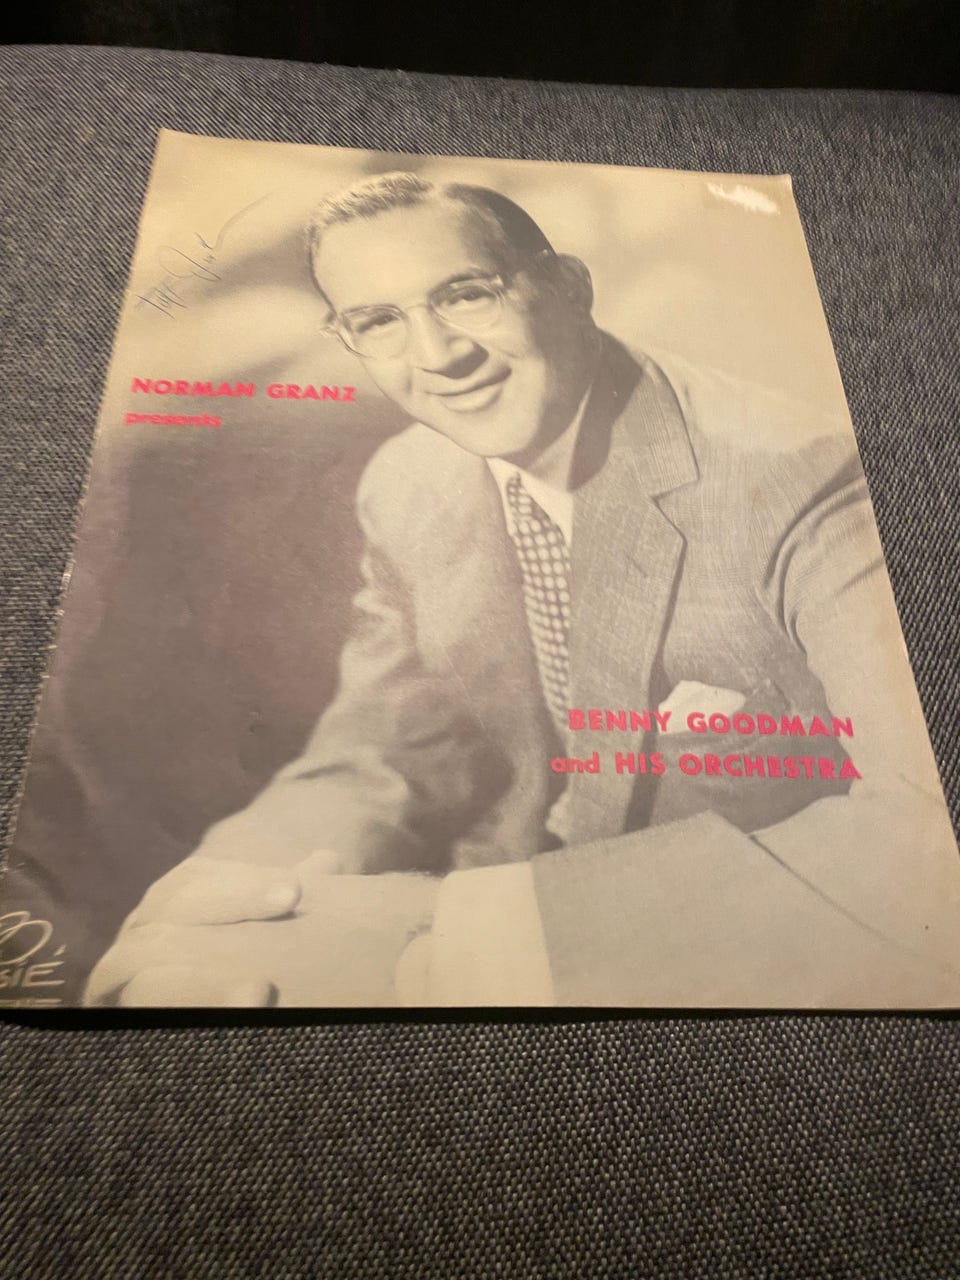 NORMAN GRANZ
presents
BENNY GOODMAN
and HIS ORCHESTRA